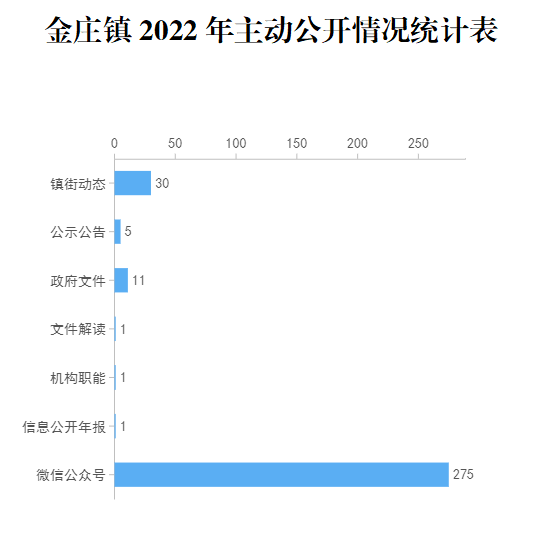 金庄镇 2022 年主动公开情况统计表
0 50 100 150 200 250
镇街动态 30
公示公告 5
政府文件 11
文件解读 1
机构职能 1
信息公开年报 1
微信公众号 275